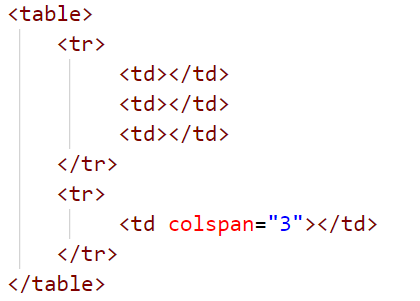 <table>
<tr>
<td></td>
<td></td>
<td></td>
</tr>
<tr>
<td colspan="3"></td>
</tr>
</table>